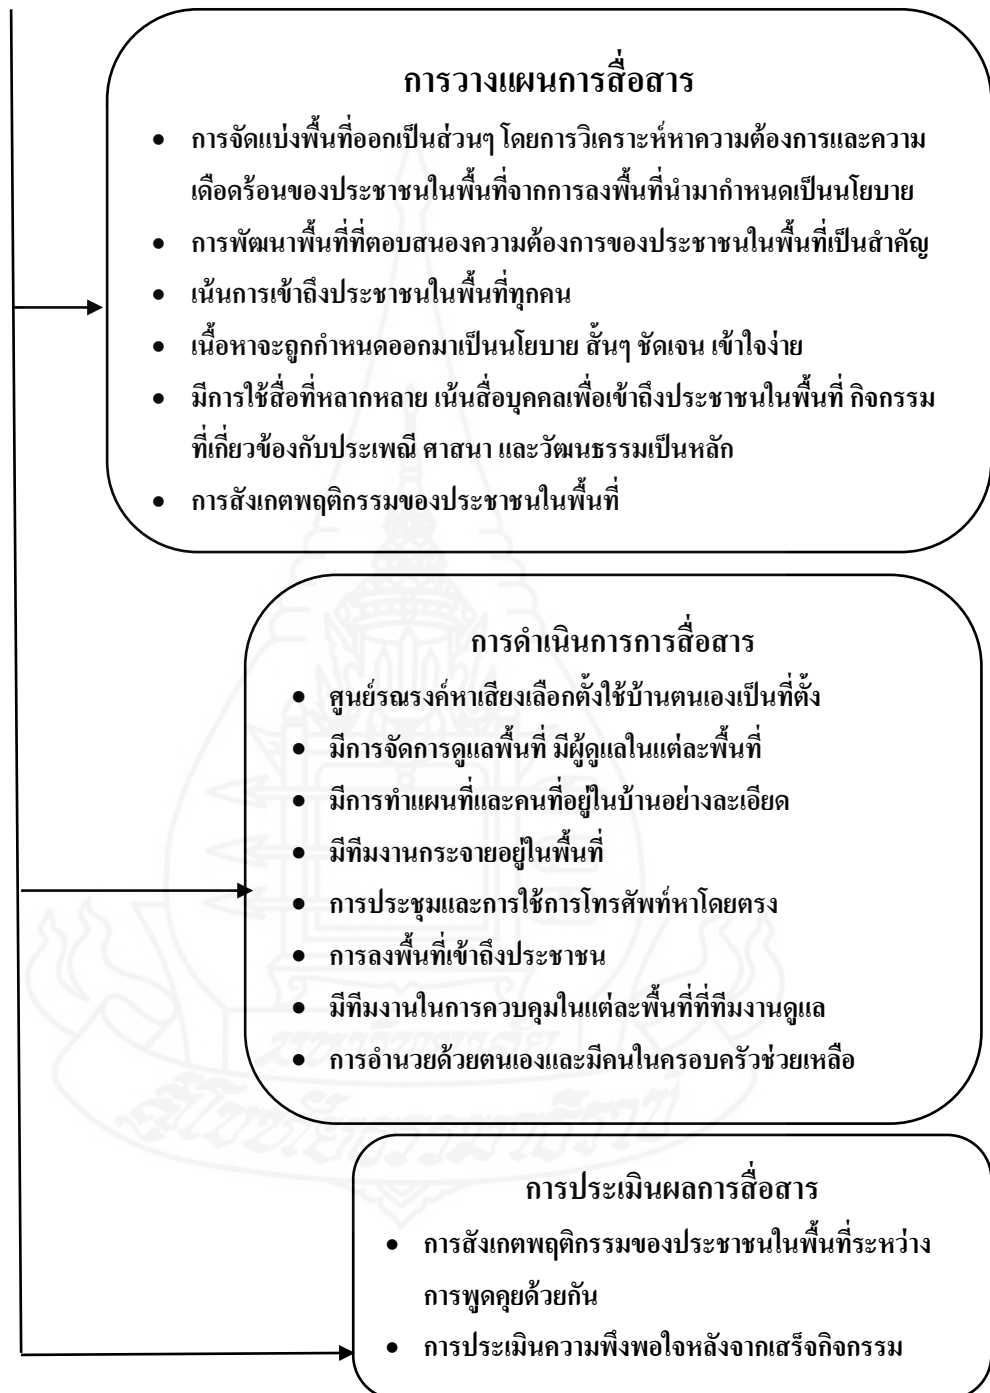 การวางแผนการสื่อสาร
• การจัดแบ่งพื้นที่ออกเป็นส่วนๆ โดยการวิเคราะห์หาความต้องการและความ
เดือดร้อนของประชาชนในพื้นที่จากการลงพื้นที่นำมากำหนดเป็นนโยบาย
• การพัฒนาพื้นที่ที่ตอบสนองความต้องการของประชาชนในพื้นที่เป็นสำคัญ
• เน้นการเข้าถึงประชาชนในพื้นที่ทุกคน
• เนื้อหาจะถูกกำหนดออกมาเป็นนโยบาย สั้นๆ ชัดเจน เข้าใจง่าย
• มีการใช้สื่อที่หลากหลาย เน้นสื่อบุคคลเพื่อเข้าถึงประชาชนในพื้นที่ กิจกรรม
ที่เกี่ยวข้องกับประเพณี ศาสนา และวัฒนธรรมเป็นหลัก
• การสังเกตพฤติกรรมของประชาชนในพื้นที่
การดำเนินการการสื่อสาร
• ศูนย์รณรงค์หาเสียงเลือกตั้งใช้บ้านตนเองเป็นที่ตั้ง
• มีการจัดการดูแลพื้นที่ มีผู้ดูแลในแต่ละพื้นที่
• มีการทำแผนที่และคนที่อยู่ในบ้านอย่างละเอียด
• มีทีมงานกระจายอยู่ในพื้นที่
• การประชุมและการใช้การโทรศัพท์หาโดยตรง
• การลงพื้นที่เข้าถึงประชาชน
• มีทีมงานในการควบคุมในแต่ละพื้นที่ที่ทีมงานดูแล
• การอำนวยด้วยตนเองและมีคนในครอบครัวช่วยเหลือ
มหาวิทยาลัย
สุโขทัยธรรมาธิราช
การประเมินผลการสื่อสาร
• การสังเกตพฤติกรรมของประชาชนในพื้นที่ระหว่าง
การพูดคุยด้วยกัน
• การประเมินความพึงพอใจหลังจากเสร็จกิจกรรม